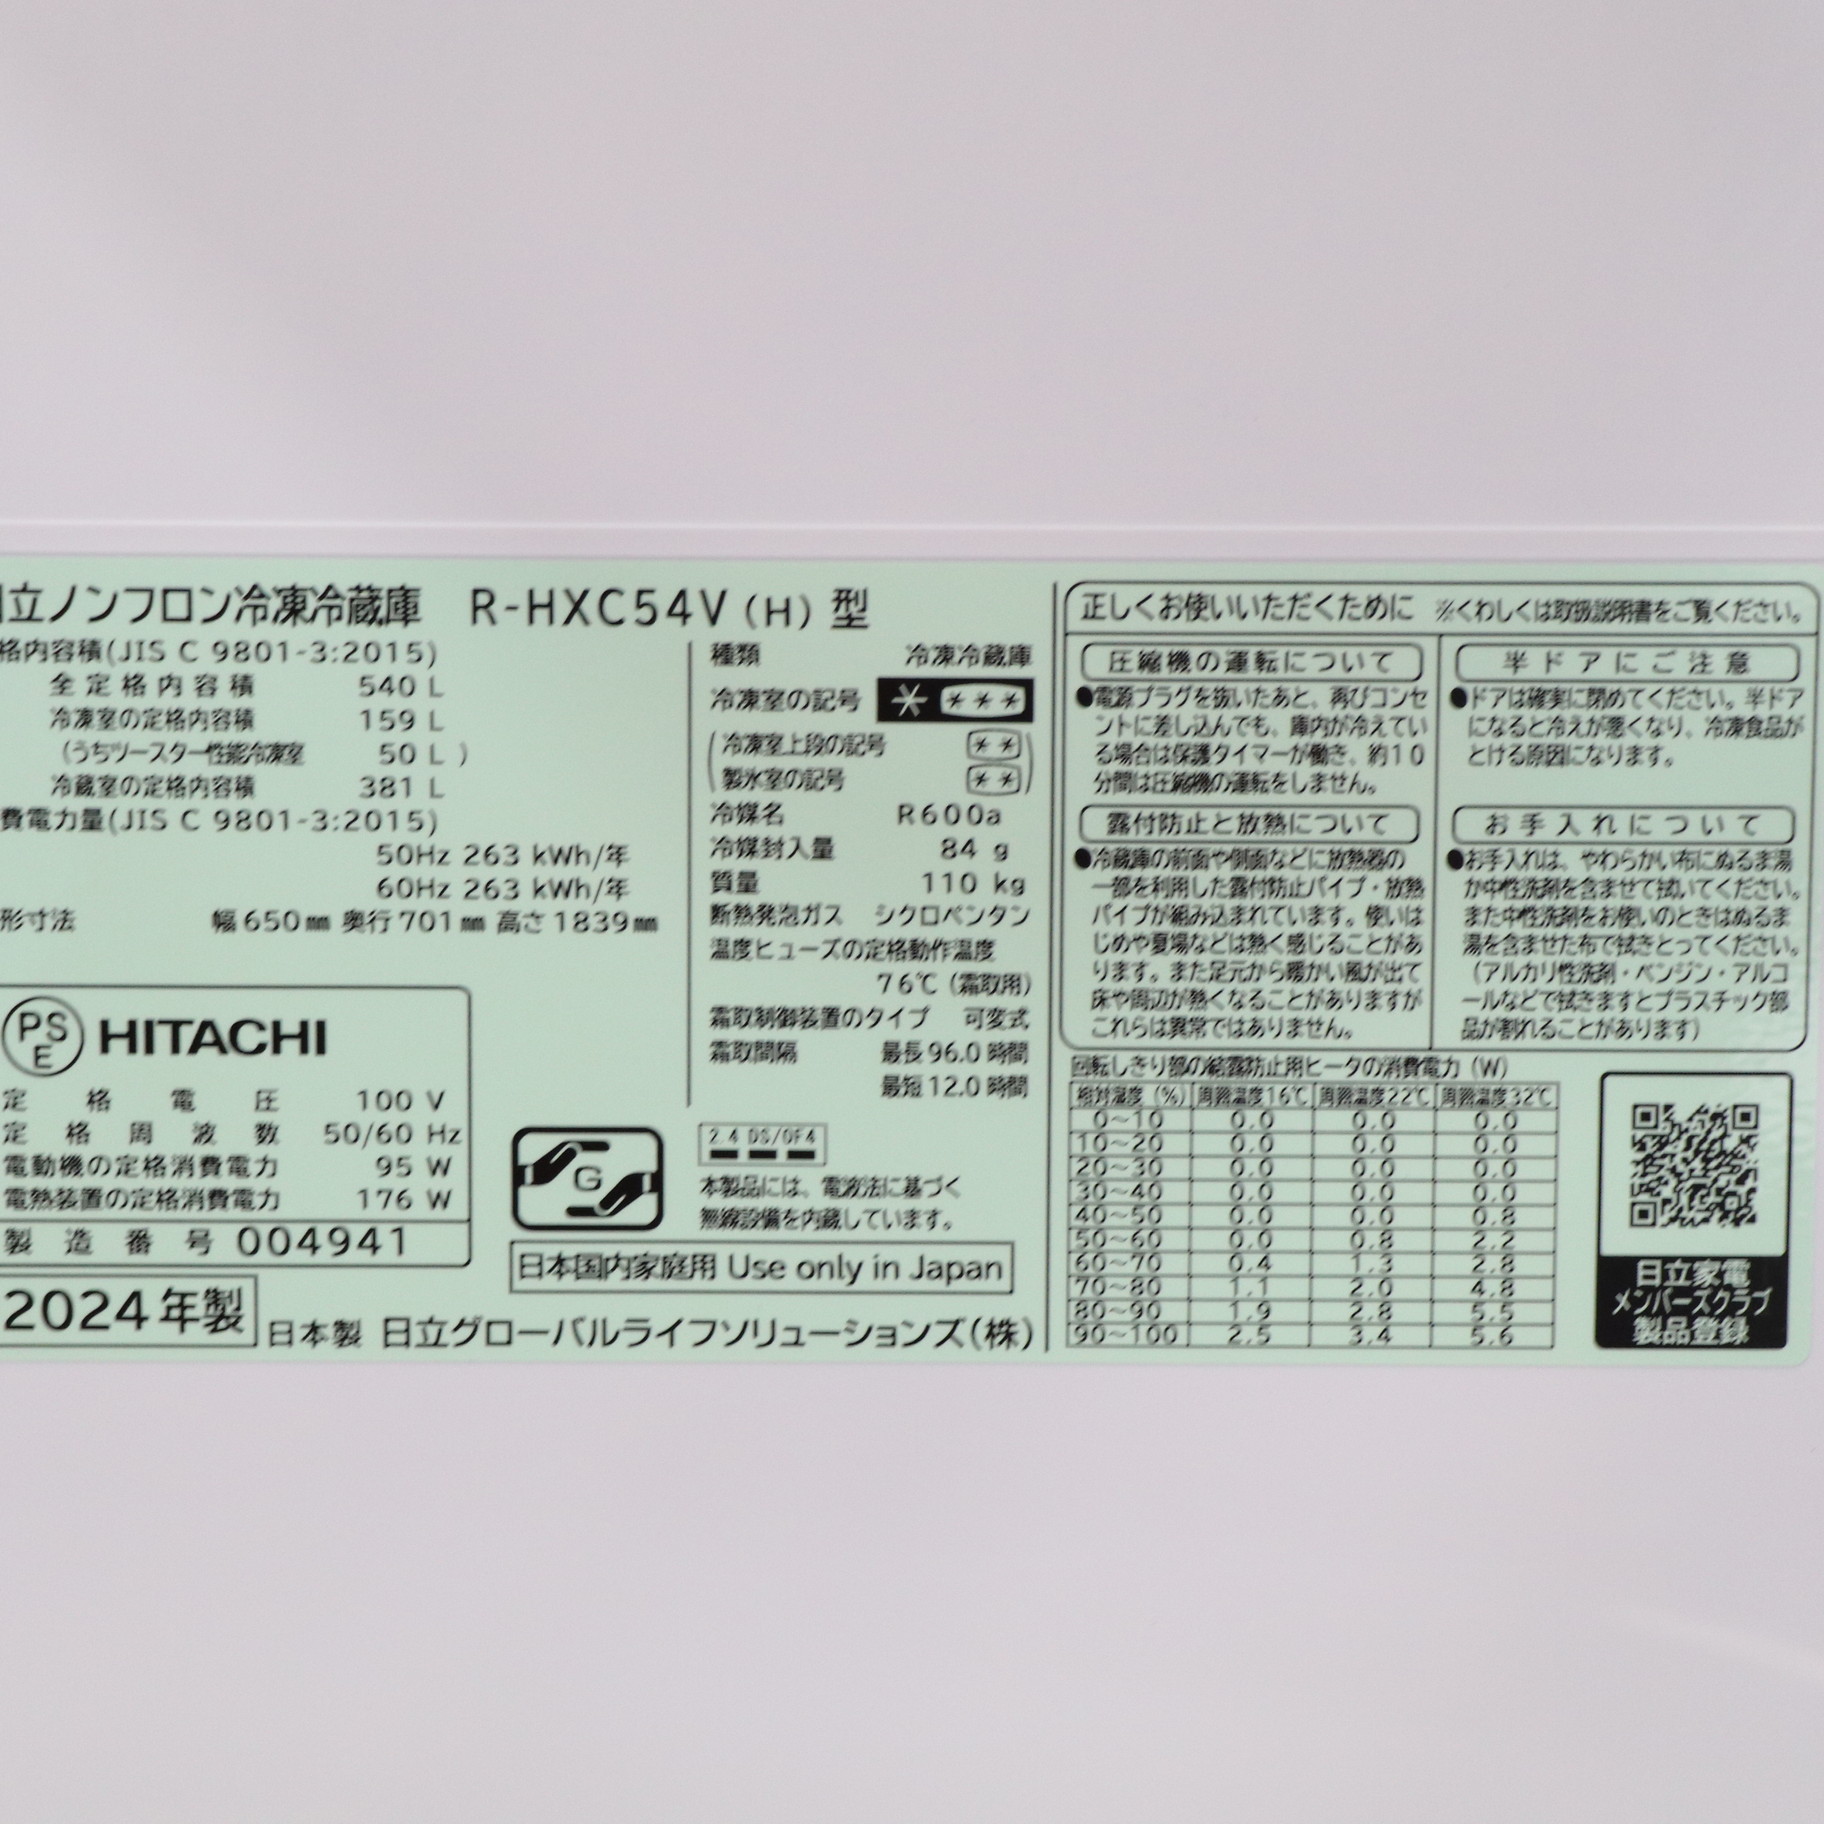 立ノンフロン冷凍冷蔵庫 R-HXC54V (H) 型
格内容積(JIS C 9801-3:2015)
全定格内容積 540 L
冷凍室の定格内容積 159 L
(うちツースター性能冷凍室 50 L )
冷蔵室の定格内容積 381 L
費電力量(JIS C 9801-3:2015)
50Hz 263 kWh/年
60Hz 263 kWh/年
形寸法 幅650㎜ 奥行701㎜ 高さ1839㎜
PS E HITACHI
定格電圧 100 V
定格周波数 50/60 Hz
電動機の定格消費電力 95 W
電熱装置の定格消費電力 176 W
製造番号 004941
2024年製
日本製 日立グローバルライフソリューションズ(株)
種類 冷凍冷蔵庫
冷凍室の記号 * ***
(冷凍室上段の記号 **
製氷室の記号 **)
冷媒名 R600a
冷媒封入量 84 g
質量 110 kg
断熱発泡ガス シクロペンタン
温度ヒューズの定格動作温度
76℃ (霜取用)
霜取制御装置のタイプ 可変式
霜取間隔 最長96.0時間
最短12.0時間
G
2.4 DS/OF4
本製品には、電波法に基づく
無線設備を内蔵しています。
日本国内家庭用 Use only in Japan
正しくお使いいただくために ※くわしくは取扱説明書をご覧ください。
圧縮機の運転について
●電源プラグを抜いたあと、再びコンセ
ントに差し込んでも、庫内が冷えてい
る場合は保護タイマーが働き、約10
分間は圧縮機の運転をしません。
露付防止と放熱について
●冷蔵庫の前面や側面などに放熱器の
一部を利用した露付防止パイプ・放熱
パイプが組み込まれています。使いは
じめや夏場などは熱く感じることがあ
ります。また足元から暖かい風が出て
床や周辺が熱くなることがありますが
これらは異常ではありません。
半ドアにご注意
●ドアは確実に閉めてください。半ドア
になると冷えが悪くなり、冷凍食品が
とける原因になります。
お手入れについて
●お手入れは、やわらかい布にぬるま湯
か中性洗剤を含ませて拭いてください。
また中性洗剤をお使いのときはぬるま
湯を含ませた布で拭きとってください。
(アルカリ性洗剤・ベンジン・アルコ
ールなどで拭きますとプラスチック部
品が割れることがあります)
回転しきり部の結露防止用ヒータの消費電力 (W)
相対湿度 (%) 周囲温度16℃ 周囲温度22℃ 周囲温度32℃
0~10 0.0 0.0 0.0
10~20 0.0 0.0 0.0
20~30 0.0 0.0 0.0
30~40 0.0 0.0 0.0
40~50 0.0 0.0 0.8
50~60 0.0 0.8 2.2
60~70 0.4 1.3 2.8
70~80 1.1 2.0 4.8
80~90 1.9 2.8 5.5
90~100 2.5 3.4 5.6
日立家電
メンバーズクラブ
製品登録